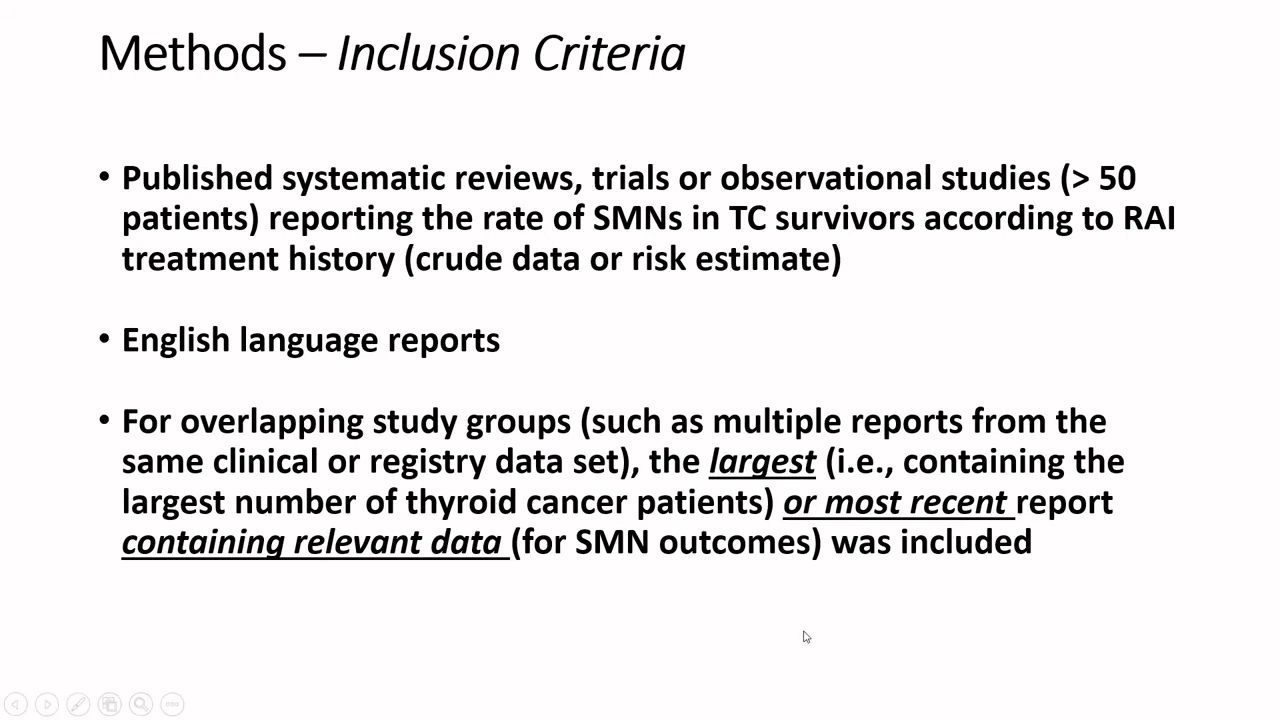 Methods – Inclusion Criteria
• Published systematic reviews, trials or observational studies (> 50
patients) reporting the rate of SMNs in TC survivors according to RAI
treatment history (crude data or risk estimate)
• English language reports
• For overlapping study groups (such as multiple reports from the
same clinical or registry data set), the largest (i.e., containing the
largest number of thyroid cancer patients) or most recent report
containing relevant data (for SMN outcomes) was included